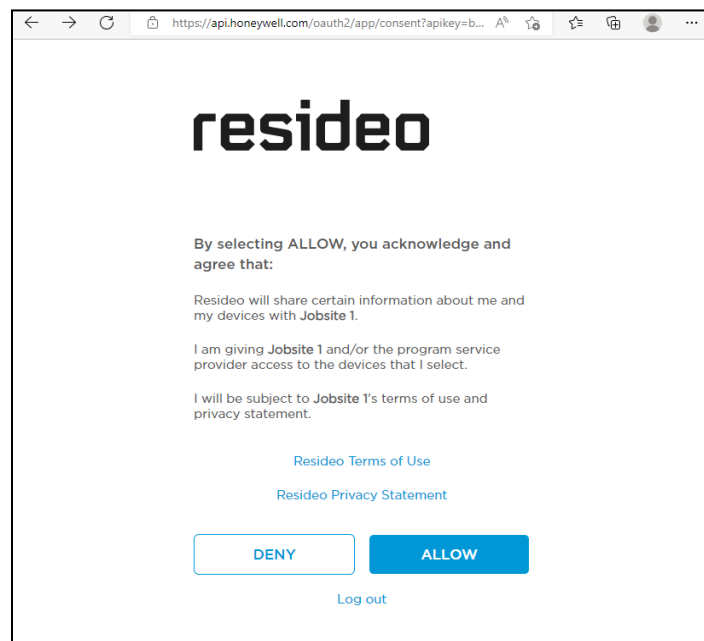 https://api.honeywell.com/oauth2/app/consent?apikey=b...
resideo
By selecting ALLOW, you acknowledge and
agree that:
Resideo will share certain information about me and
my devices with Jobsite 1.
I am giving Jobsite 1 and/or the program service
provider access to the devices that I select.
I will be subject to Jobsite 1's terms of use and
privacy statement.
Resideo Terms of Use
Resideo Privacy Statement
DENY ALLOW
Log out